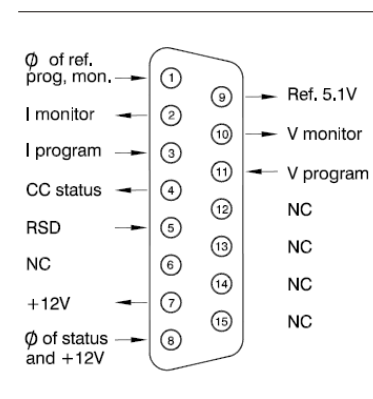 Ø of ref.
prog, mon.
1
9
Ref. 5.1V
I monitor
2
10
V monitor
I program
3
11
V program
CC status
4
12
NC
RSD
5
13
NC
NC
6
14
NC
+12V
7
15
NC
Ø of status
and +12V
8